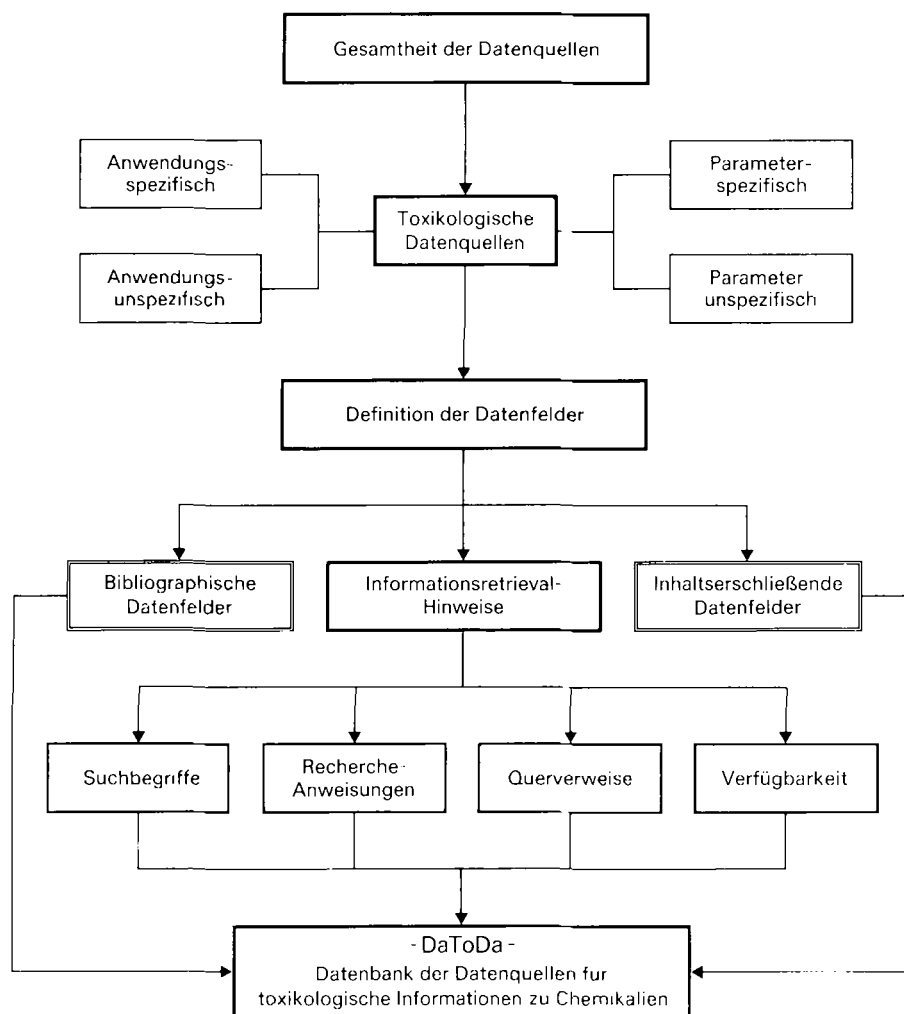 Gesamtheit der Datenquellen
Anwendungs-
spezifisch
Parameter-
spezifisch
Toxikologische
Datenquellen
Anwendungs-
unspezifisch
Parameter
unspezifisch
Definition der Datenfelder
Bibliographische
Datenfelder
Informationsretrieval-
Hinweise
Inhaltserschließende
Datenfelder
Suchbegriffe
Recherche-
Anweisungen
Querverweise
Verfügbarkeit
- DaToDa -
Datenbank der Datenquellen fur
toxikologische Informationen zu Chemikalien